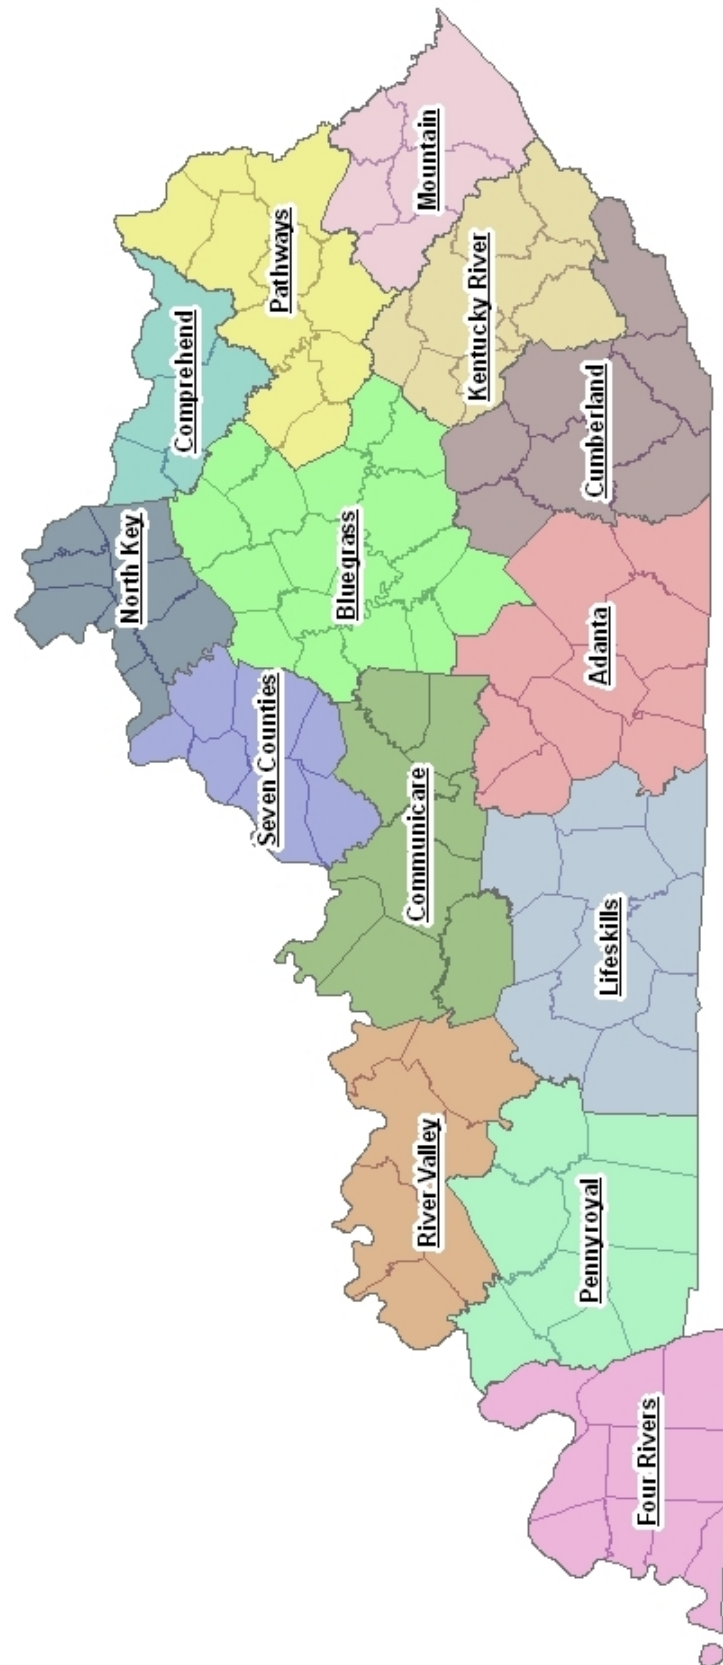 North Key
Comprehend
Pathways
Seven Counties
Bluegrass
Mountain
Kentucky River
Communicare
River Valley
Cumberland
Adanta
Lifeskills
Pennyroyal
Four Rivers